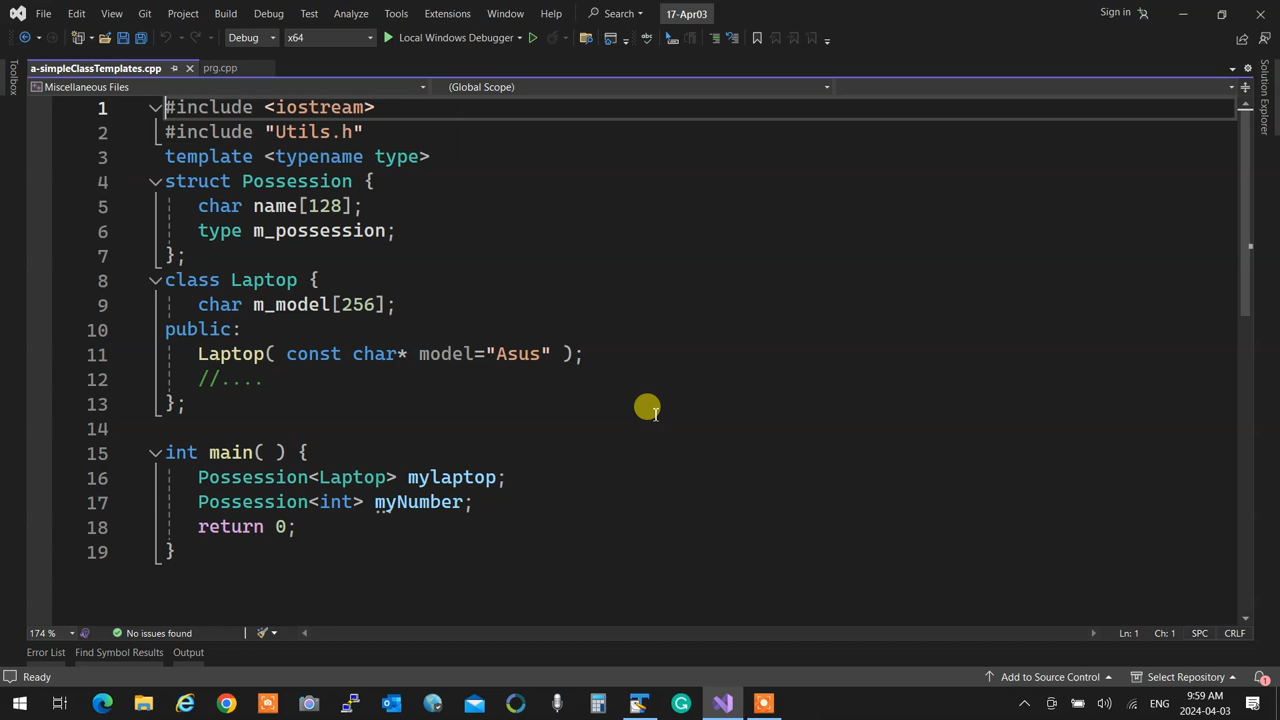 File Edit View Git Project Build Debug Test Analyze Tools Extensions Window Help Search 17-Apr03 Sign in
Debug x64 Local Windows Debugger
a-simpleClassTemplates.cpp prg.cpp
Miscellaneous Files (Global Scope)
Toolbox
Solution Explorer
1 #include <iostream>
2 #include "Utils.h"
3 template <typename type>
4 struct Possession {
5 char name[128];
6 type m_possession;
7 };
8 class Laptop {
9 char m_model[256];
10 public:
11 Laptop( const char* model="Asus" );
12 //....
13 };
14
15 int main( ) {
16 Possession<Laptop> mylaptop;
17 Possession<int> myNumber;
18 return 0;
19 }
174 % No issues found Ln: 1 Ch: 1 SPC CRLF
Error List Find Symbol Results Output
Ready Add to Source Control Select Repository 1
ENG 9:59 AM
2024-04-03